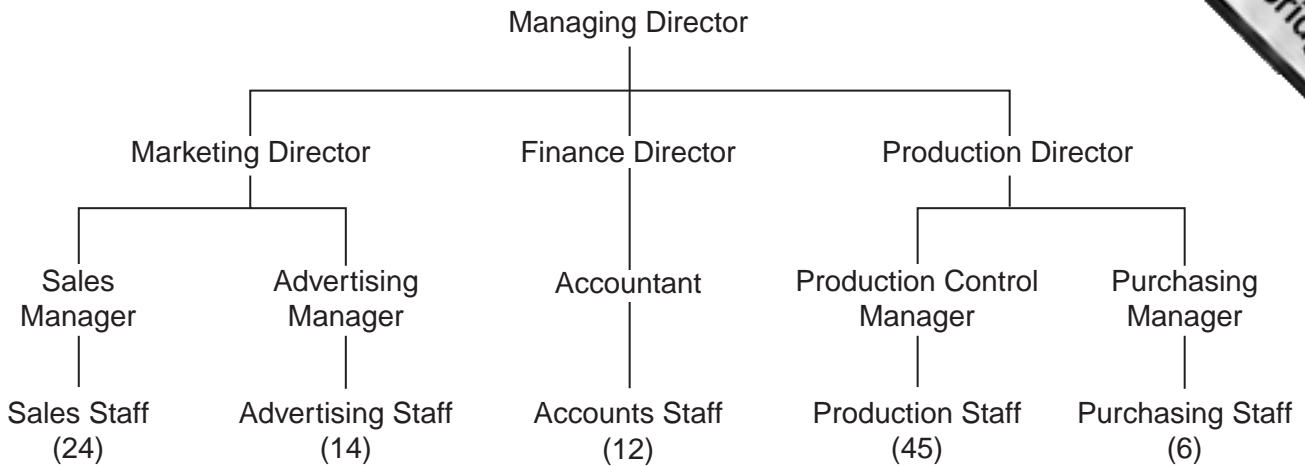 Managing Director
Marketing Director
Finance Director
Production Director
Sales
Manager
Advertising
Manager
Accountant
Production Control
Manager
Purchasing
Manager
Sales Staff
(24)
Advertising Staff
(14)
Accounts Staff
(12)
Production Staff
(45)
Purchasing Staff
(6)